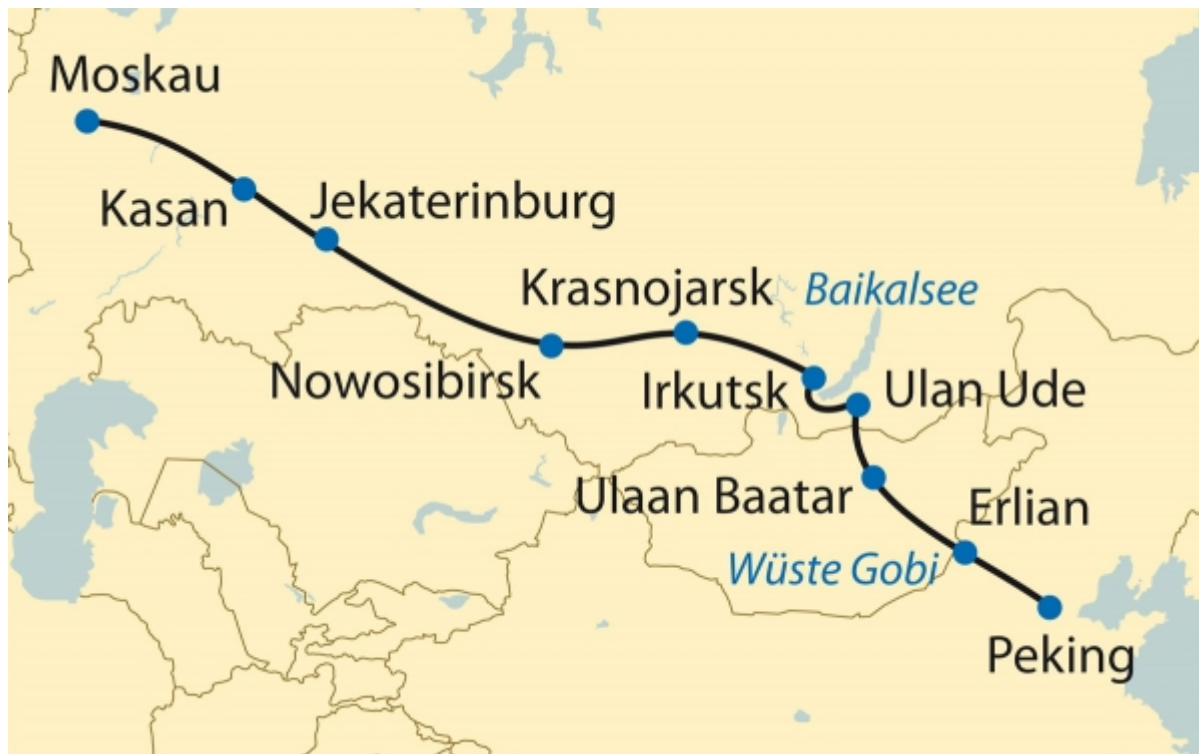 Moskau
Kasan
Jekaterinburg
Krasnojarsk
Baikalsee
Nowosibirsk
Irkutsk
Ulan Ude
Ulaan Baatar
Erlian
Wüste Gobi
Peking